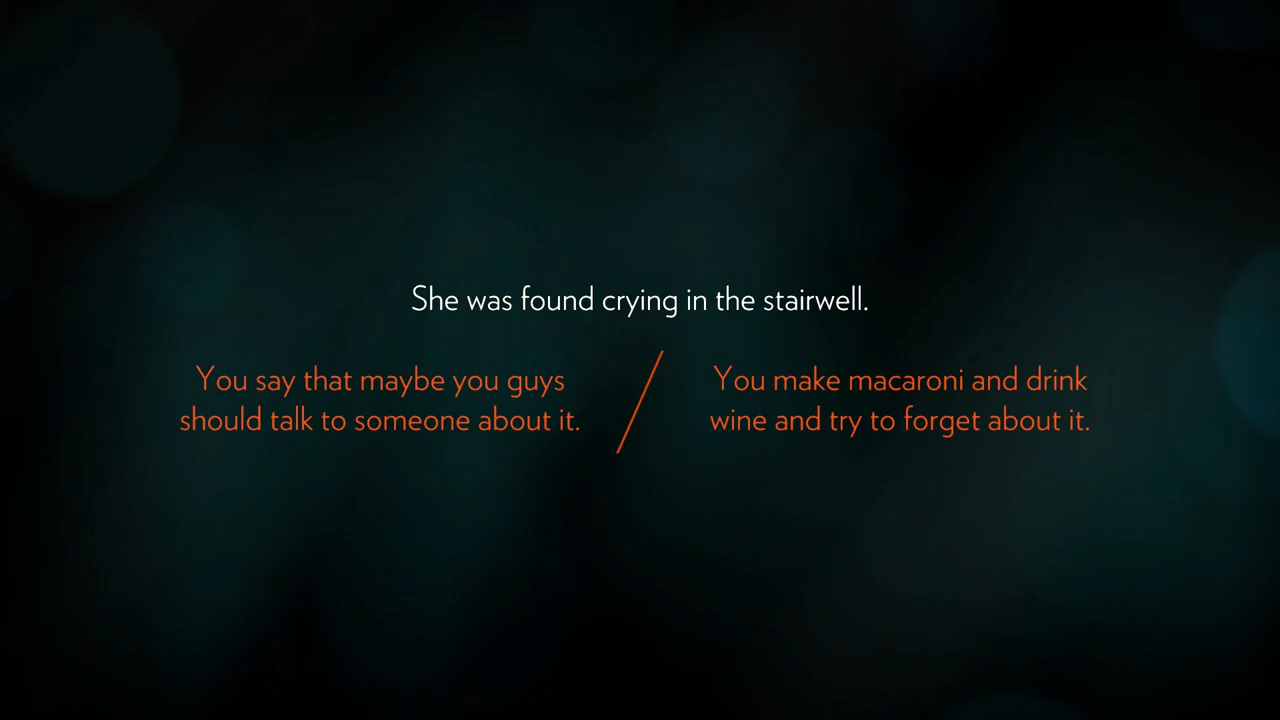 She was found crying in the stairwell.
You say that maybe you guys
should talk to someone about it.
You make macaroni and drink
wine and try to forget about it.